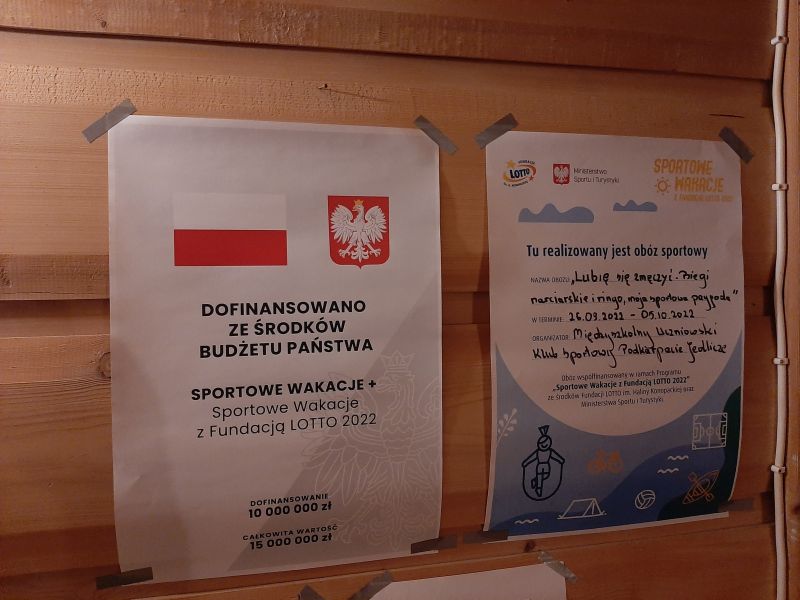 DOFINANSOWANO
ZE ŚRODKÓW
BUDŻETU PAŃSTWA
SPORTOWE WAKACJE +
Sportowe Wakacje
z Fundacją LOTTO 2022
DOFINANSOWANIE
10 000 000 zł
CAŁKOWITA WARTOŚĆ
15 000 000 zł
FUNDACJA
LOTTO
Ministerstwo
Sportu i Turystyki
SPORTOWE
WAKACJE
Z FUNDACJĄ LOTTO 2022
Tu realizowany jest obóz sportowy
NAZWA OBOZU: „Lubię się zmęczyć. Biegi
narciarskie i ringo, moja sportowa przygoda"
W TERMINIE: 26.09.2022 - 05.10.2022
ORGANIZATOR: Międzyszkolny Uczniowski
Klub Sportowy Podkarpacie Jedlicze
Obóz współfinansowany w ramach Programu
„Sportowe Wakacje z Fundacją LOTTO 2022”
ze środków Fundacji LOTTO im. Haliny Konopackiej oraz
Ministerstwa Sportu i Turystyki.